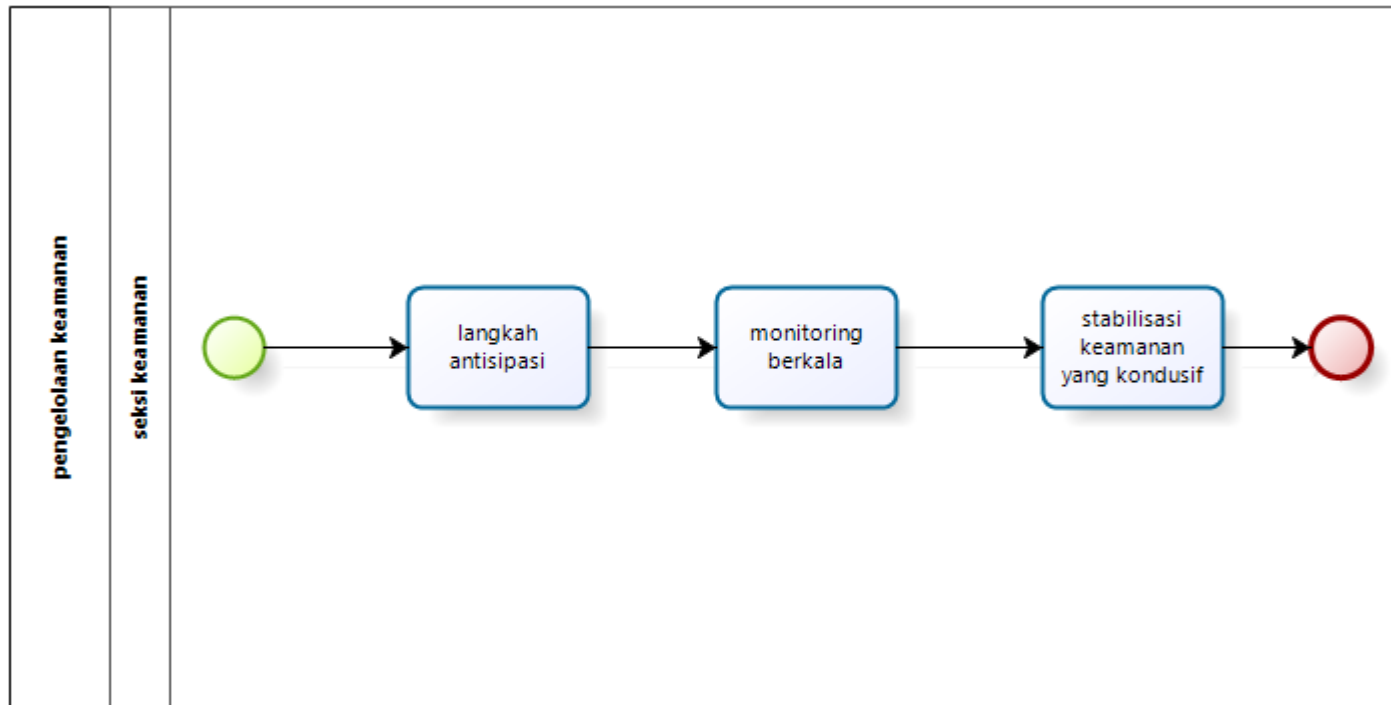 pengelolaan keamanan
seksi keamanan
langkah
antisipasi
monitoring
berkala
stabilisasi
keamanan
yang kondusif